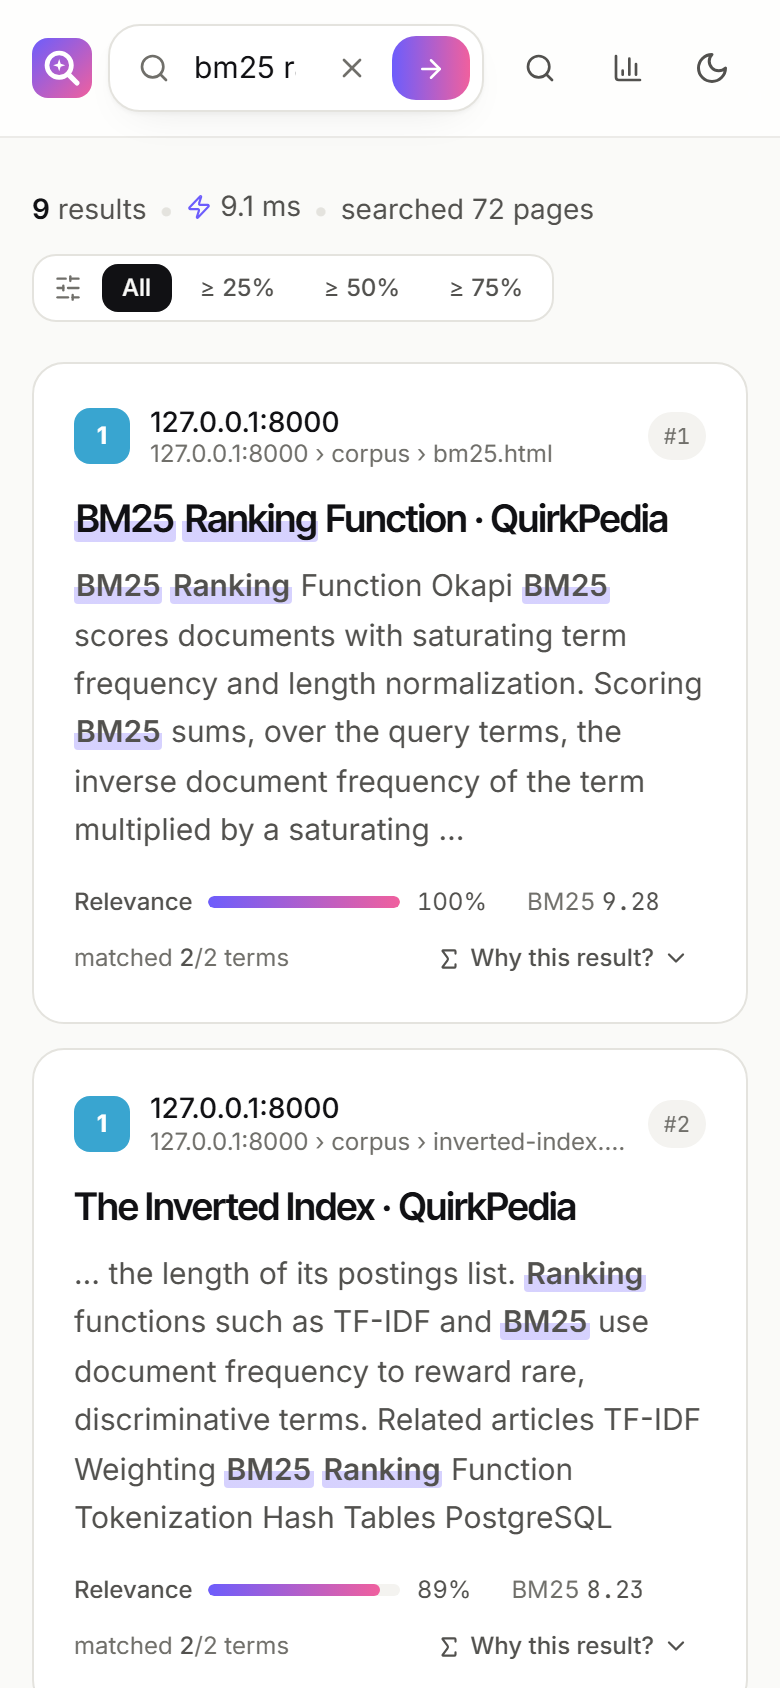 bm25 r
9 results • 9.1 ms • searched 72 pages
All ≥ 25% ≥ 50% ≥ 75%
1 127.0.0.1:8000 #1
127.0.0.1:8000 › corpus › bm25.html
BM25 Ranking Function · QuirkPedia
BM25 Ranking Function Okapi BM25
scores documents with saturating term
frequency and length normalization. Scoring
BM25 sums, over the query terms, the
inverse document frequency of the term
multiplied by a saturating ...
Relevance 100% BM25 9.28
matched 2/2 terms Σ Why this result?
1 127.0.0.1:8000 #2
127.0.0.1:8000 › corpus › inverted-index....
The Inverted Index · QuirkPedia
... the length of its postings list. Ranking
functions such as TF-IDF and BM25 use
document frequency to reward rare,
discriminative terms. Related articles TF-IDF
Weighting BM25 Ranking Function
Tokenization Hash Tables PostgreSQL
Relevance 89% BM25 8.23
matched 2/2 terms Σ Why this result?